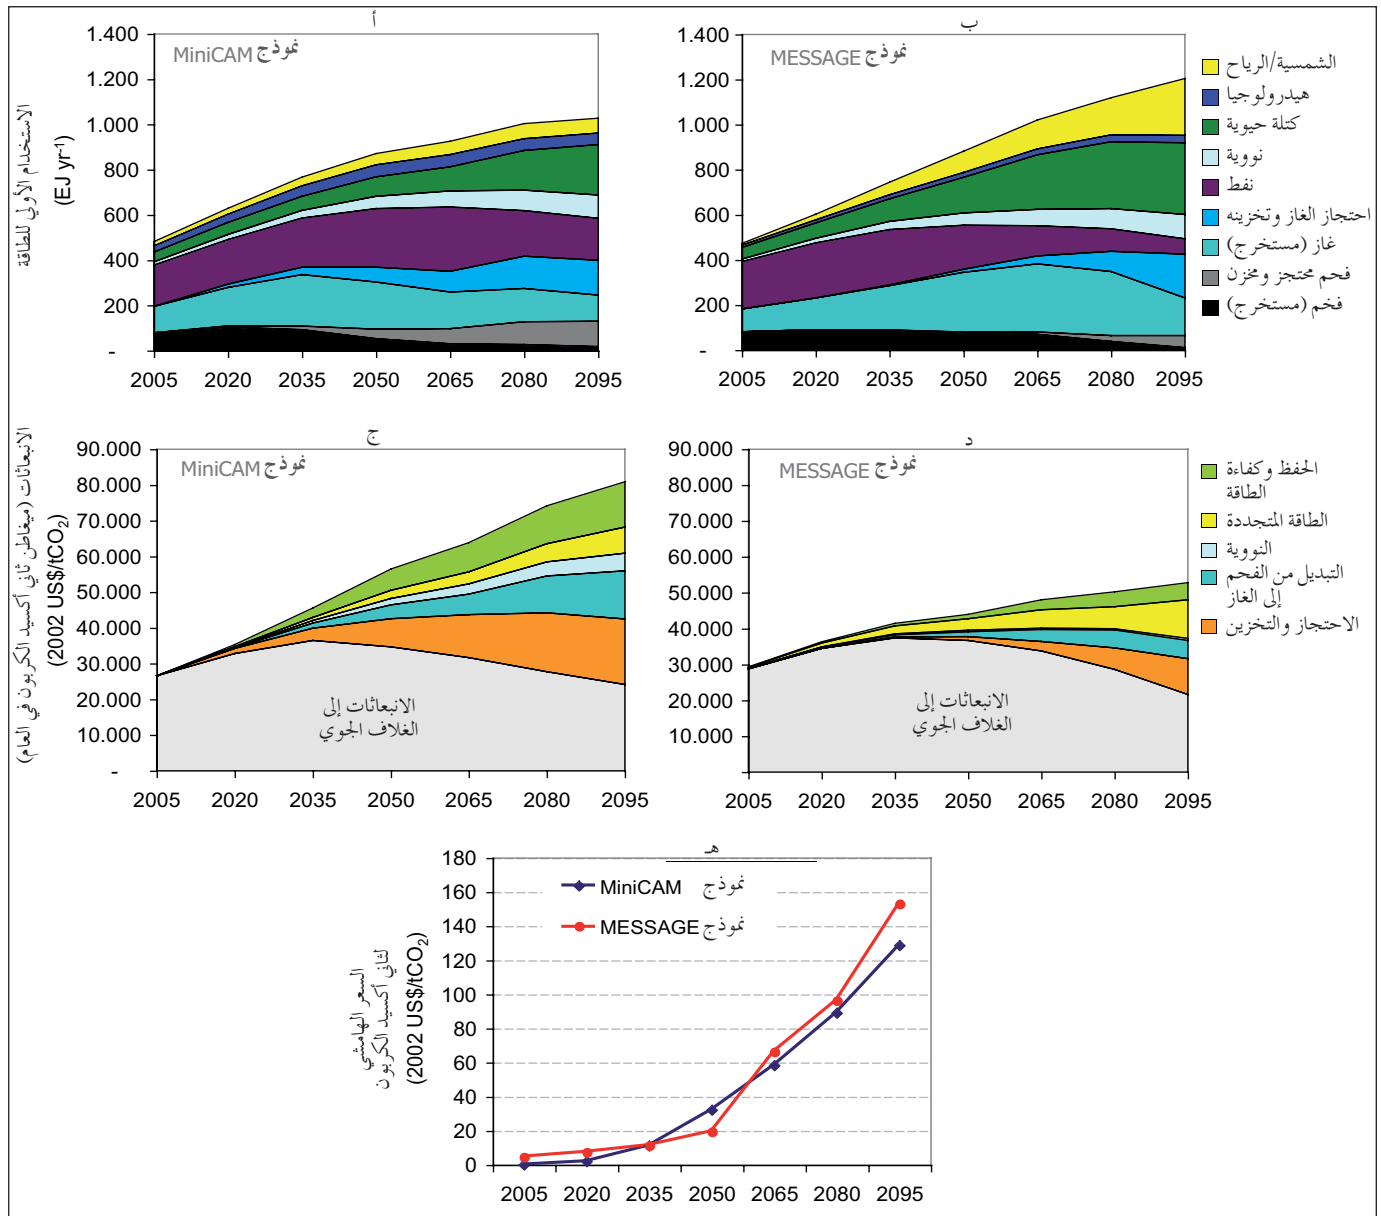 أ
نموذج MiniCAM
الاستخدام الأولي للطاقة
(EJ yr-1)
1.400
1.200
1.000
800
600
400
200
-
2005 2020 2035 2050 2065 2080 2095
ب
نموذج MESSAGE
1.400
1.200
1.000
800
600
400
200
-
2005 2020 2035 2050 2065 2080 2095
الشمسية/الرياح
هيدرولوجيا
كتلة حيوية
نووية
نفط
احتجاز الغاز وتخزينه
غاز (مستخرج)
فحم محتجز ومخزن
فخم (مستخرج)
ج
نموذج MiniCAM
الانبعاثات (ميغاطن ثاني أكسيد الكربون في العام)
(2002 US$/tCO2)
90.000
80.000
70.000
60.000
50.000
40.000
30.000
20.000
10.000
-
الانبعاثات إلى
الغلاف الجوي
2005 2020 2035 2050 2065 2080 2095
د
نموذج MESSAGE
90.000
80.000
70.000
60.000
50.000
40.000
30.000
20.000
10.000
الانبعاثات إلى
الغلاف الجوي
2005 2020 2035 2050 2065 2080 2095
الحفظ وكفاءة
الطاقة
الطاقة المتجددة
النووية
التبديل من الفحم
إلى الغاز
الاحتجاز والتخزين
هـ
نموذج MiniCAM
نموذج MESSAGE
السعر الهامشي
لثاني أكسيد الكربون
(2002 US$/tCO2)
180
160
140
120
100
80
60
40
20
0
2005 2020 2035 2050 2065 2080 2095